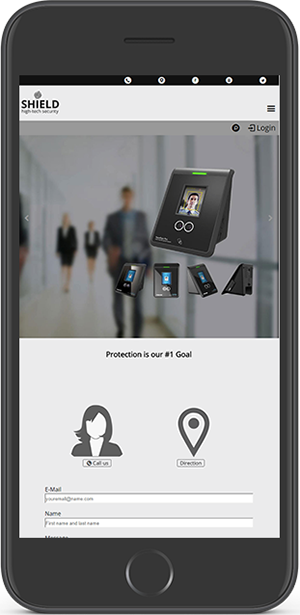 SHIELD
high-tech security
Login
Protection is our #1 Goal
Call us
Direction
E-Mail
youremail@name.com
Name
First name and last name
Message